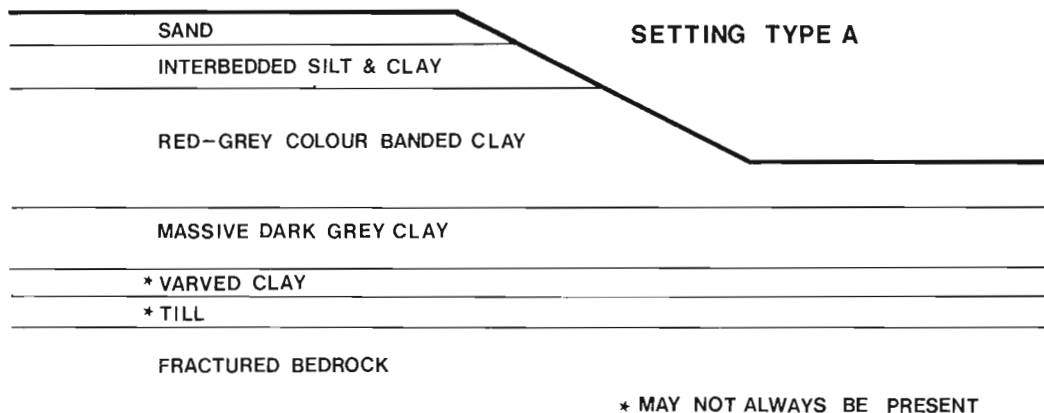 SAND
SETTING TYPE A
INTERBEDDED SILT & CLAY
RED-GREY COLOUR BANDED CLAY
MASSIVE DARK GREY CLAY
* VARVED CLAY
* TILL
FRACTURED BEDROCK
* MAY NOT ALWAYS BE PRESENT